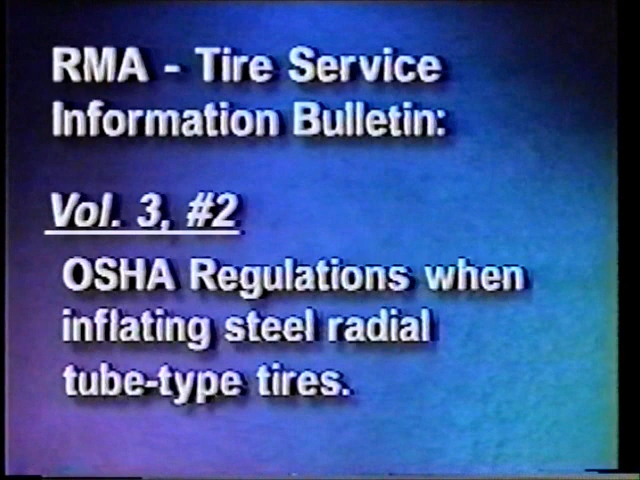 RMA - Tire Service
Information Bulletin:
Vol. 3, #2
OSHA Regulations when
inflating steel radial
tube-type tires.